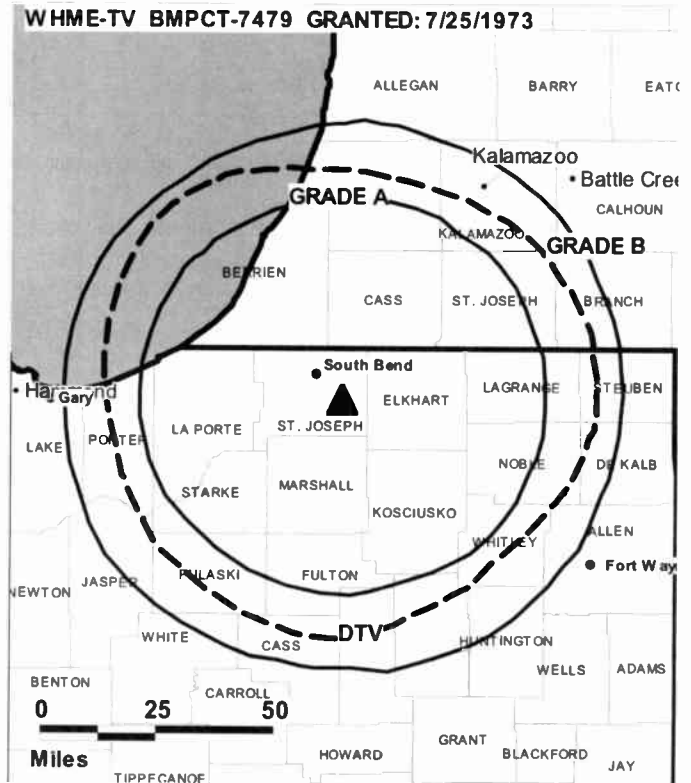 WHME-TV BMPCT-7479 GRANTED: 7/25/1973
ALLEGAN BARRY EATO
Kalamazoo
Battle Cree
GRADE A
CALHOUN
KALAMAZOO
GRADE B
BERRIEN
CASS ST. JOSEPH BRANCH
South Bend
Hammond
Gary
ELKHART LAGRANGE STEUBEN
LA PORTE ST. JOSEPH
LAKE PORTER
NOBLE DE KALB
STARKE MARSHALL
KOSCIUSKO
ALLEN
WHITLEY
Fort Way
PULASKI FULTON
JASPER
NEWTON
DTV
WHITE CASS HUNTINGTON
WELLS ADAMS
BENTON
CARROLL
0 25 50
Miles
GRANT
HOWARD BLACKFORD
JAY
TIPPECANOE